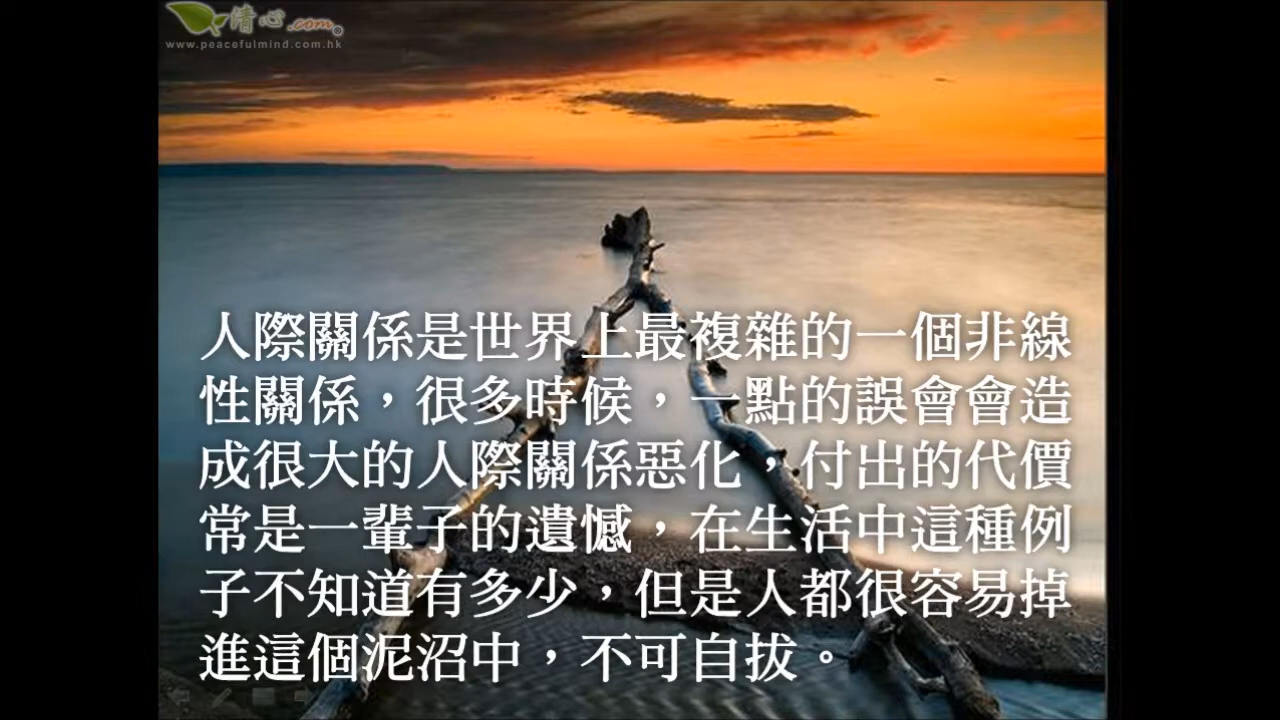 清心.com
www.peacefulmind.com.hk
人際關係是世界上最複雜的一個非線
性關係，很多時候，一點的誤會會造
成很大的人際關係惡化，付出的代價
常是一輩子的遺憾，在生活中這種例
子不知道有多少，但是人都很容易掉
進這個泥沼中，不可自拔。